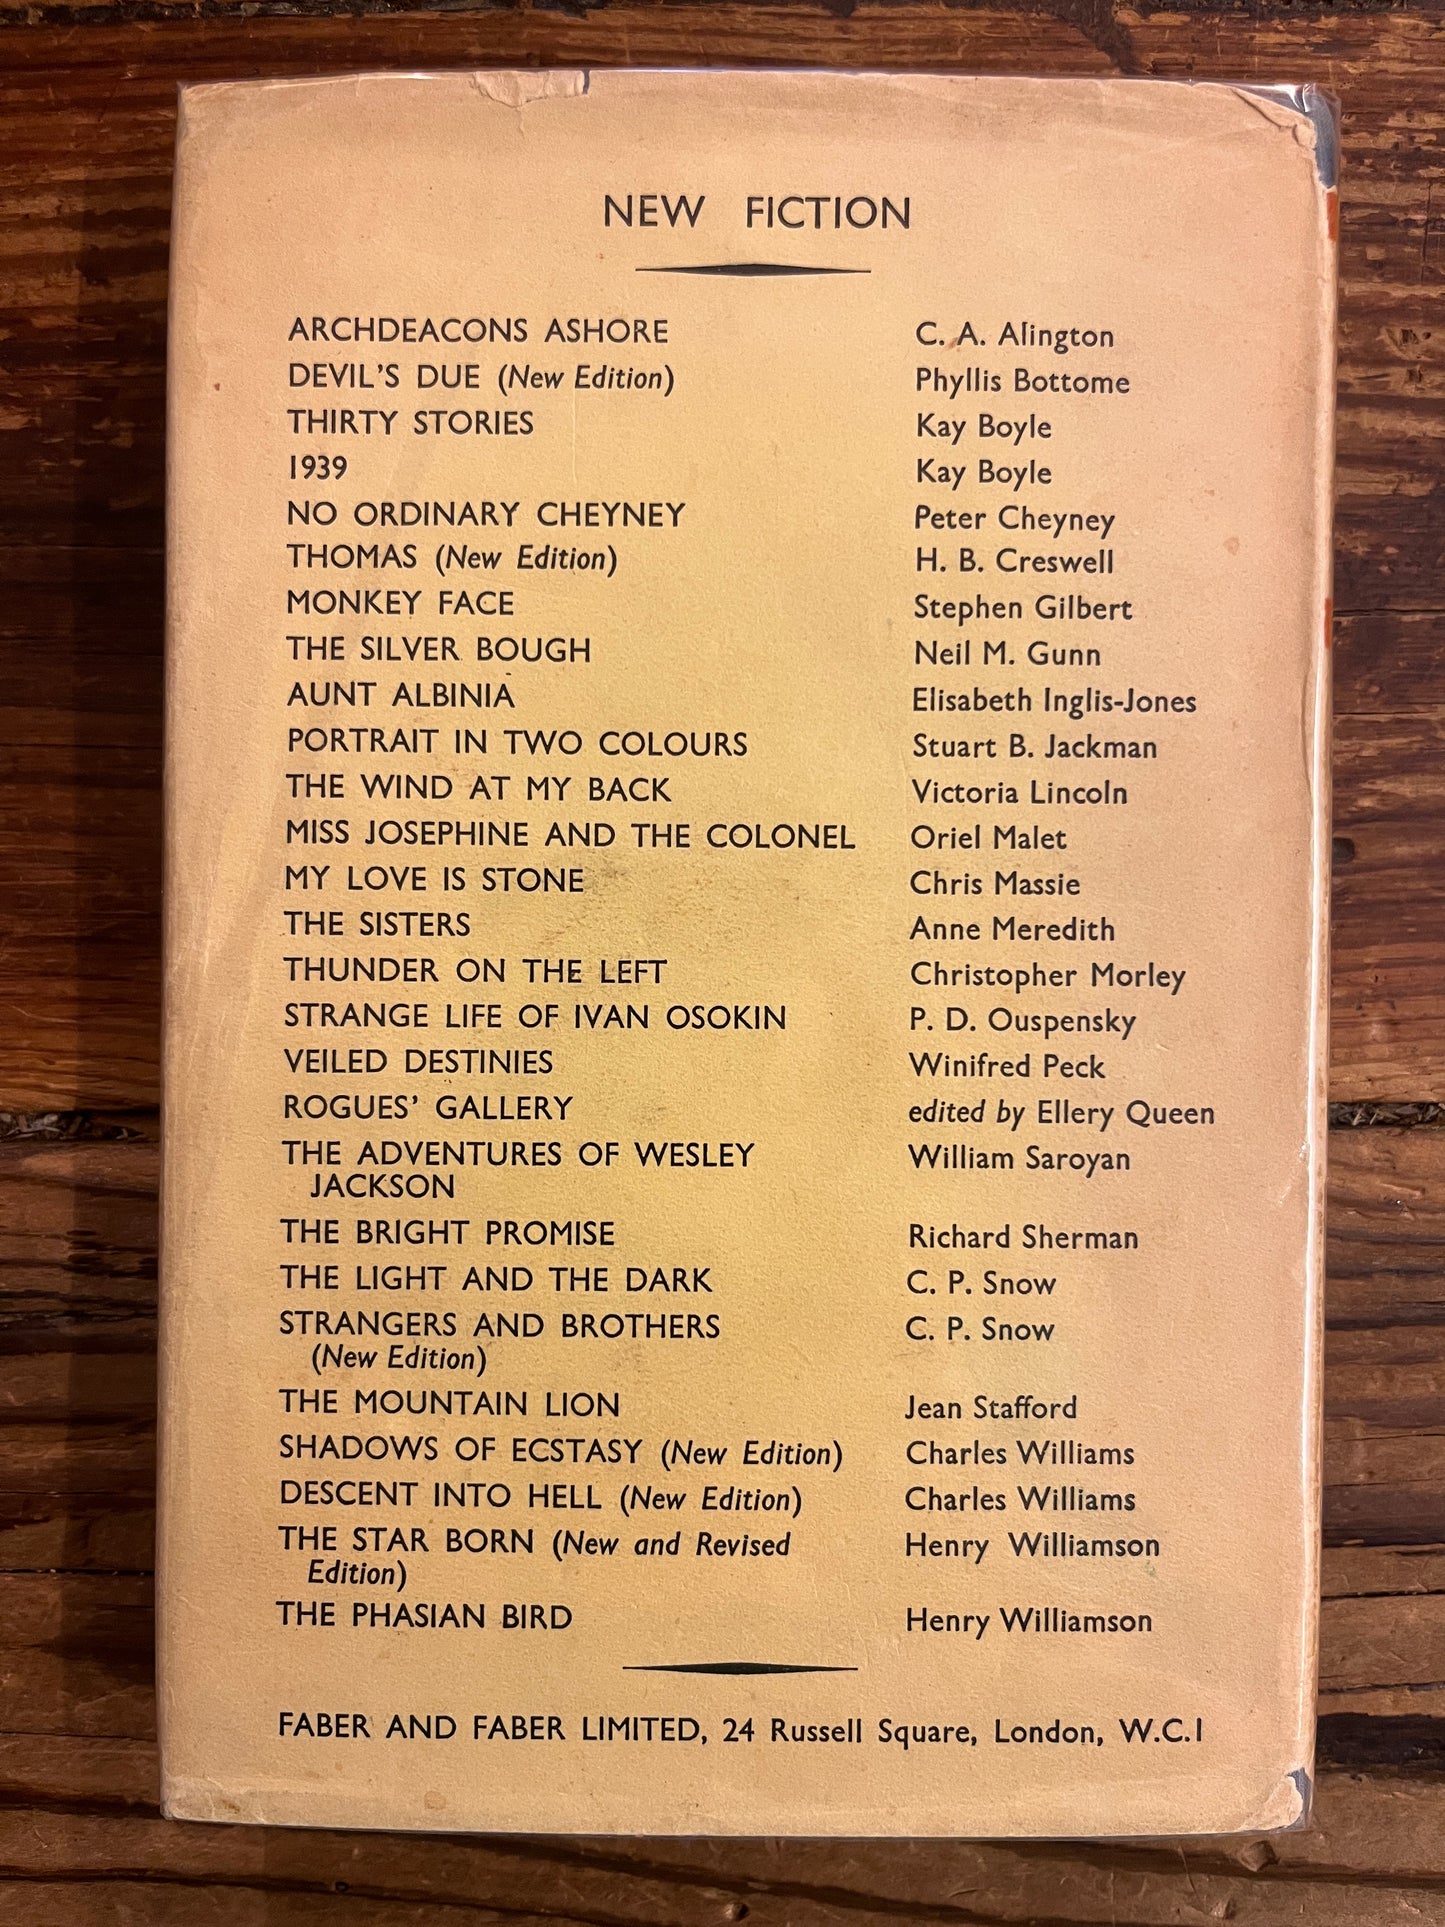 NEW FICTION
ARCHDEACONS ASHORE C. A. Alington
DEVIL'S DUE (New Edition) Phyllis Bottome
THIRTY STORIES Kay Boyle
1939 Kay Boyle
NO ORDINARY CHEYNEY Peter Cheyney
THOMAS (New Edition) H. B. Creswell
MONKEY FACE Stephen Gilbert
THE SILVER BOUGH Neil M. Gunn
AUNT ALBINIA Elisabeth Inglis-Jones
PORTRAIT IN TWO COLOURS Stuart B. Jackman
THE WIND AT MY BACK Victoria Lincoln
MISS JOSEPHINE AND THE COLONEL Oriel Malet
MY LOVE IS STONE Chris Massie
THE SISTERS Anne Meredith
THUNDER ON THE LEFT Christopher Morley
STRANGE LIFE OF IVAN OSOKIN P. D. Ouspensky
VEILED DESTINIES Winifred Peck
ROGUES' GALLERY edited by Ellery Queen
THE ADVENTURES OF WESLEY William Saroyan
JACKSON
THE BRIGHT PROMISE Richard Sherman
THE LIGHT AND THE DARK C. P. Snow
STRANGERS AND BROTHERS C. P. Snow
(New Edition)
THE MOUNTAIN LION Jean Stafford
SHADOWS OF ECSTASY (New Edition) Charles Williams
DESCENT INTO HELL (New Edition) Charles Williams
THE STAR BORN (New and Revised Henry Williamson
Edition)
THE PHASIAN BIRD Henry Williamson
FABER AND FABER LIMITED, 24 Russell Square, London, W.C.1